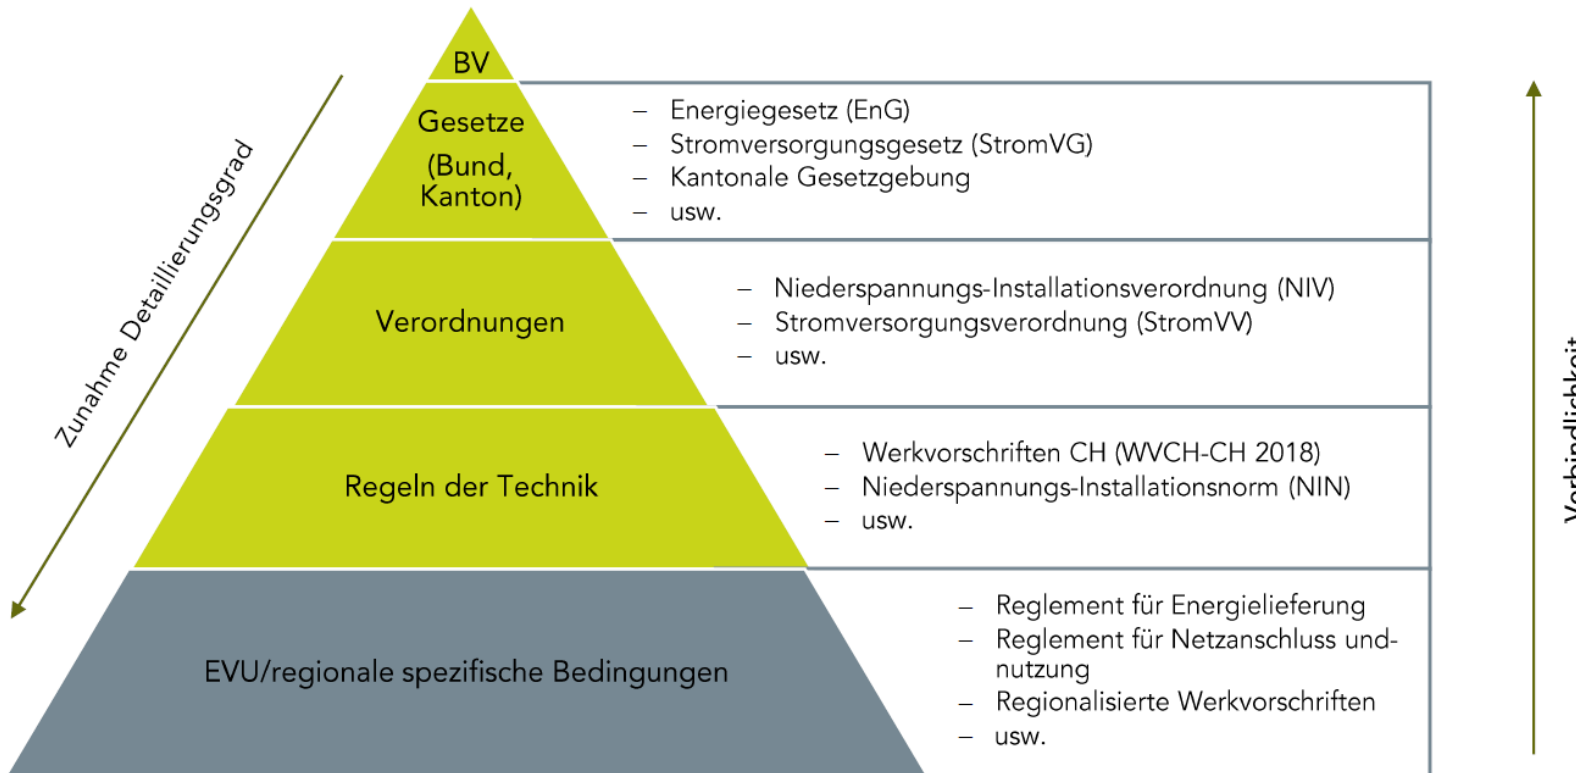 BV
Gesetze
(Bund,
Kanton)
– Energiegesetz (EnG)
– Stromversorgungsgesetz (StromVG)
– Kantonale Gesetzgebung
– usw.
Verordnungen
– Niederspannungs-Installationsverordnung (NIV)
– Stromversorgungsverordnung (StromVV)
– usw.
Regeln der Technik
– Werkvorschriften CH (WVCH-CH 2018)
– Niederspannungs-Installationsnorm (NIN)
– usw.
EVU/regionale spezifische Bedingungen
– Reglement für Energielieferung
– Reglement für Netzanschluss und-
nutzung
– Regionalisierte Werkvorschriften
– usw.
Zunahme Detaillierungsgrad
Verbindlichkeit